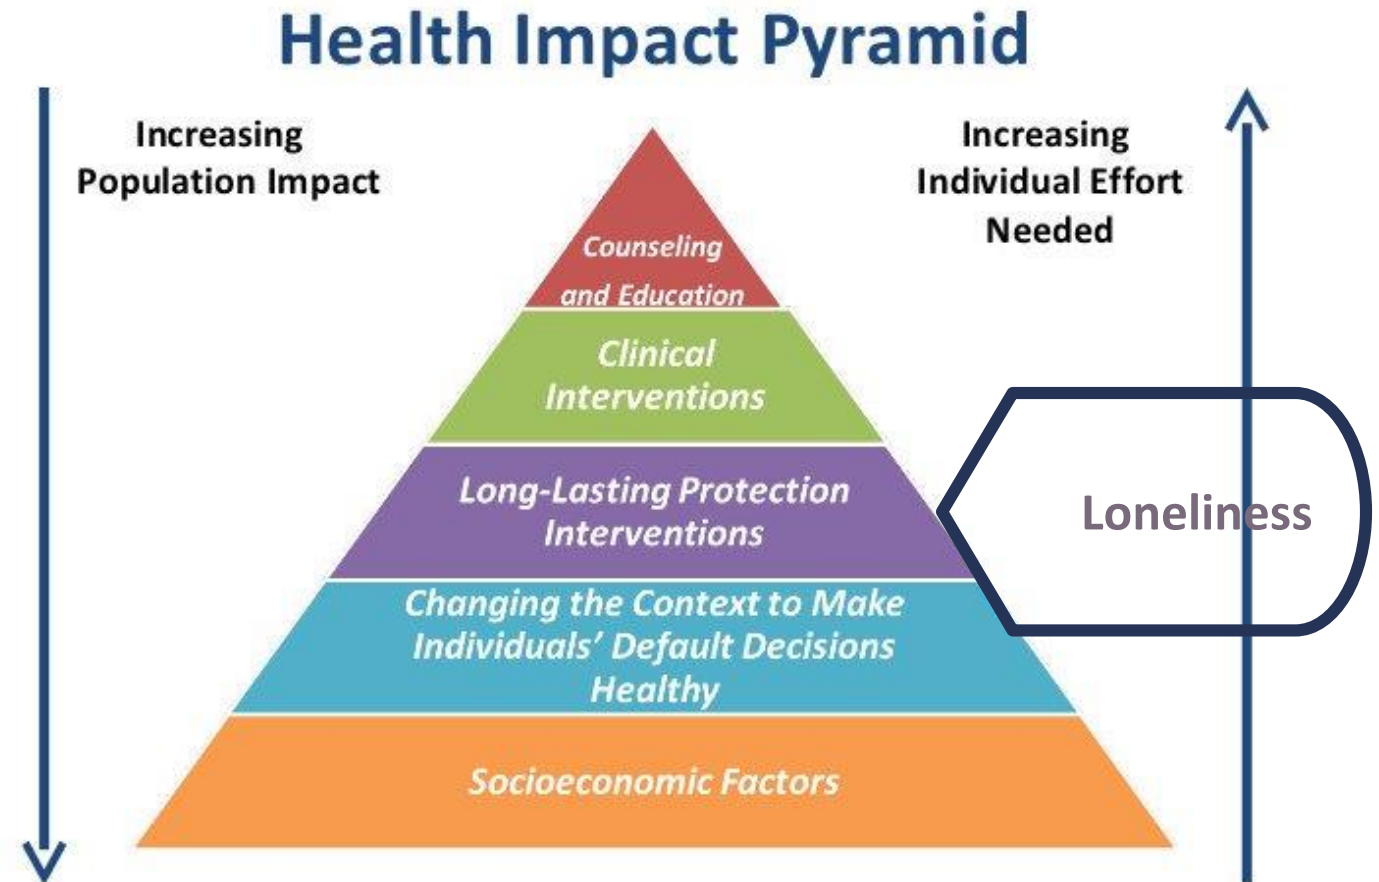 Health Impact Pyramid
Increasing
Population Impact
Increasing
Individual Effort
Needed
Counseling
and Education
Clinical
Interventions
Long-Lasting Protection
Interventions
Loneliness
Changing the Context to Make
Individuals’ Default Decisions
Healthy
Socioeconomic Factors